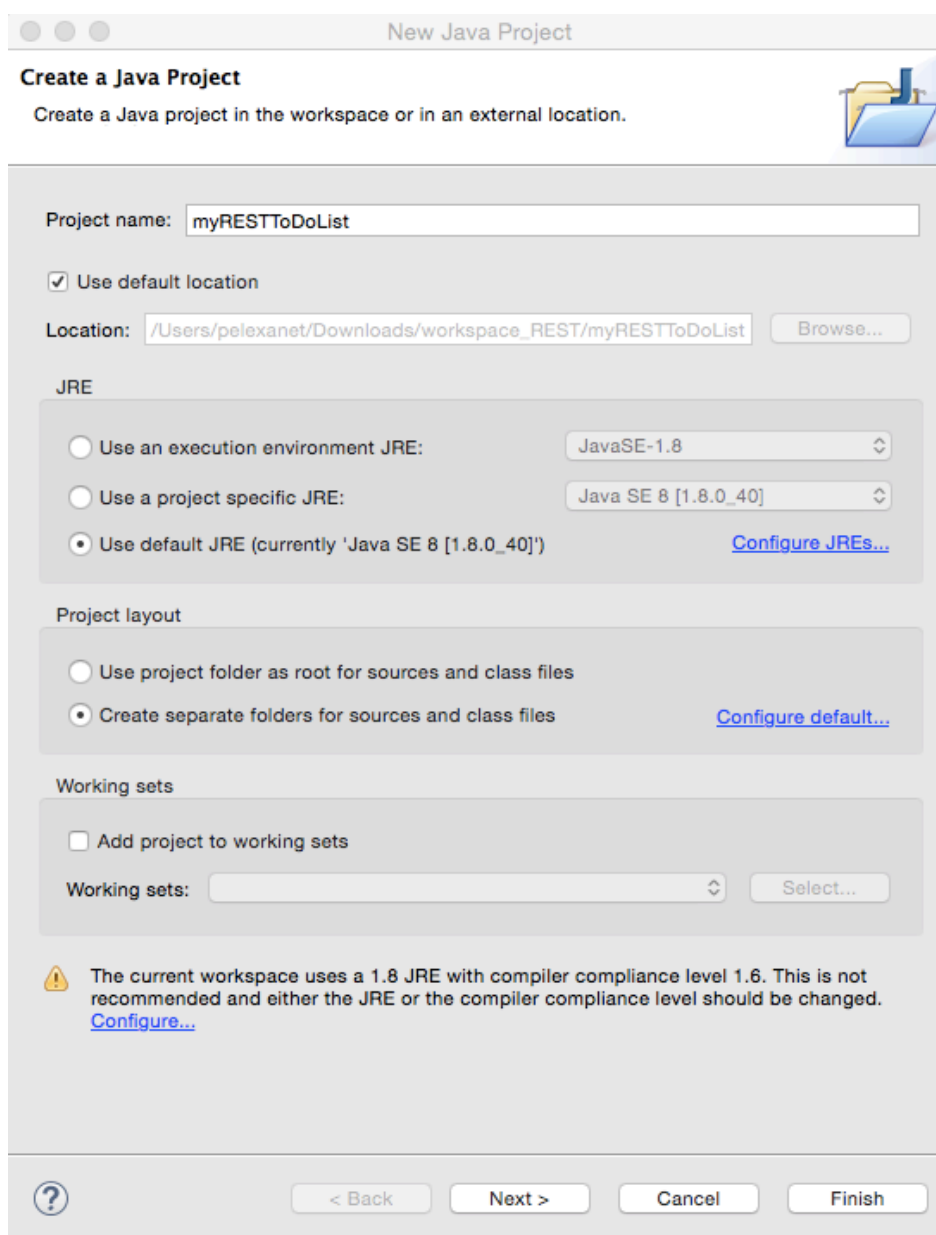 New Java Project
Create a Java Project
Create a Java project in the workspace or in an external location.
Project name: myRESTToDoList
Use default location
Location: /Users/pelexanet/Downloads/workspace_REST/myRESTToDoList Browse...
JRE
Use an execution environment JRE: JavaSE-1.8
Use a project specific JRE: Java SE 8 [1.8.0_40]
Use default JRE (currently 'Java SE 8 [1.8.0_40]') Configure JREs...
Project layout
Use project folder as root for sources and class files
Create separate folders for sources and class files Configure default...
Working sets
Add project to working sets
Working sets: Select...
The current workspace uses a 1.8 JRE with compiler compliance level 1.6. This is not
recommended and either the JRE or the compiler compliance level should be changed.
Configure...
? < Back Next > Cancel Finish